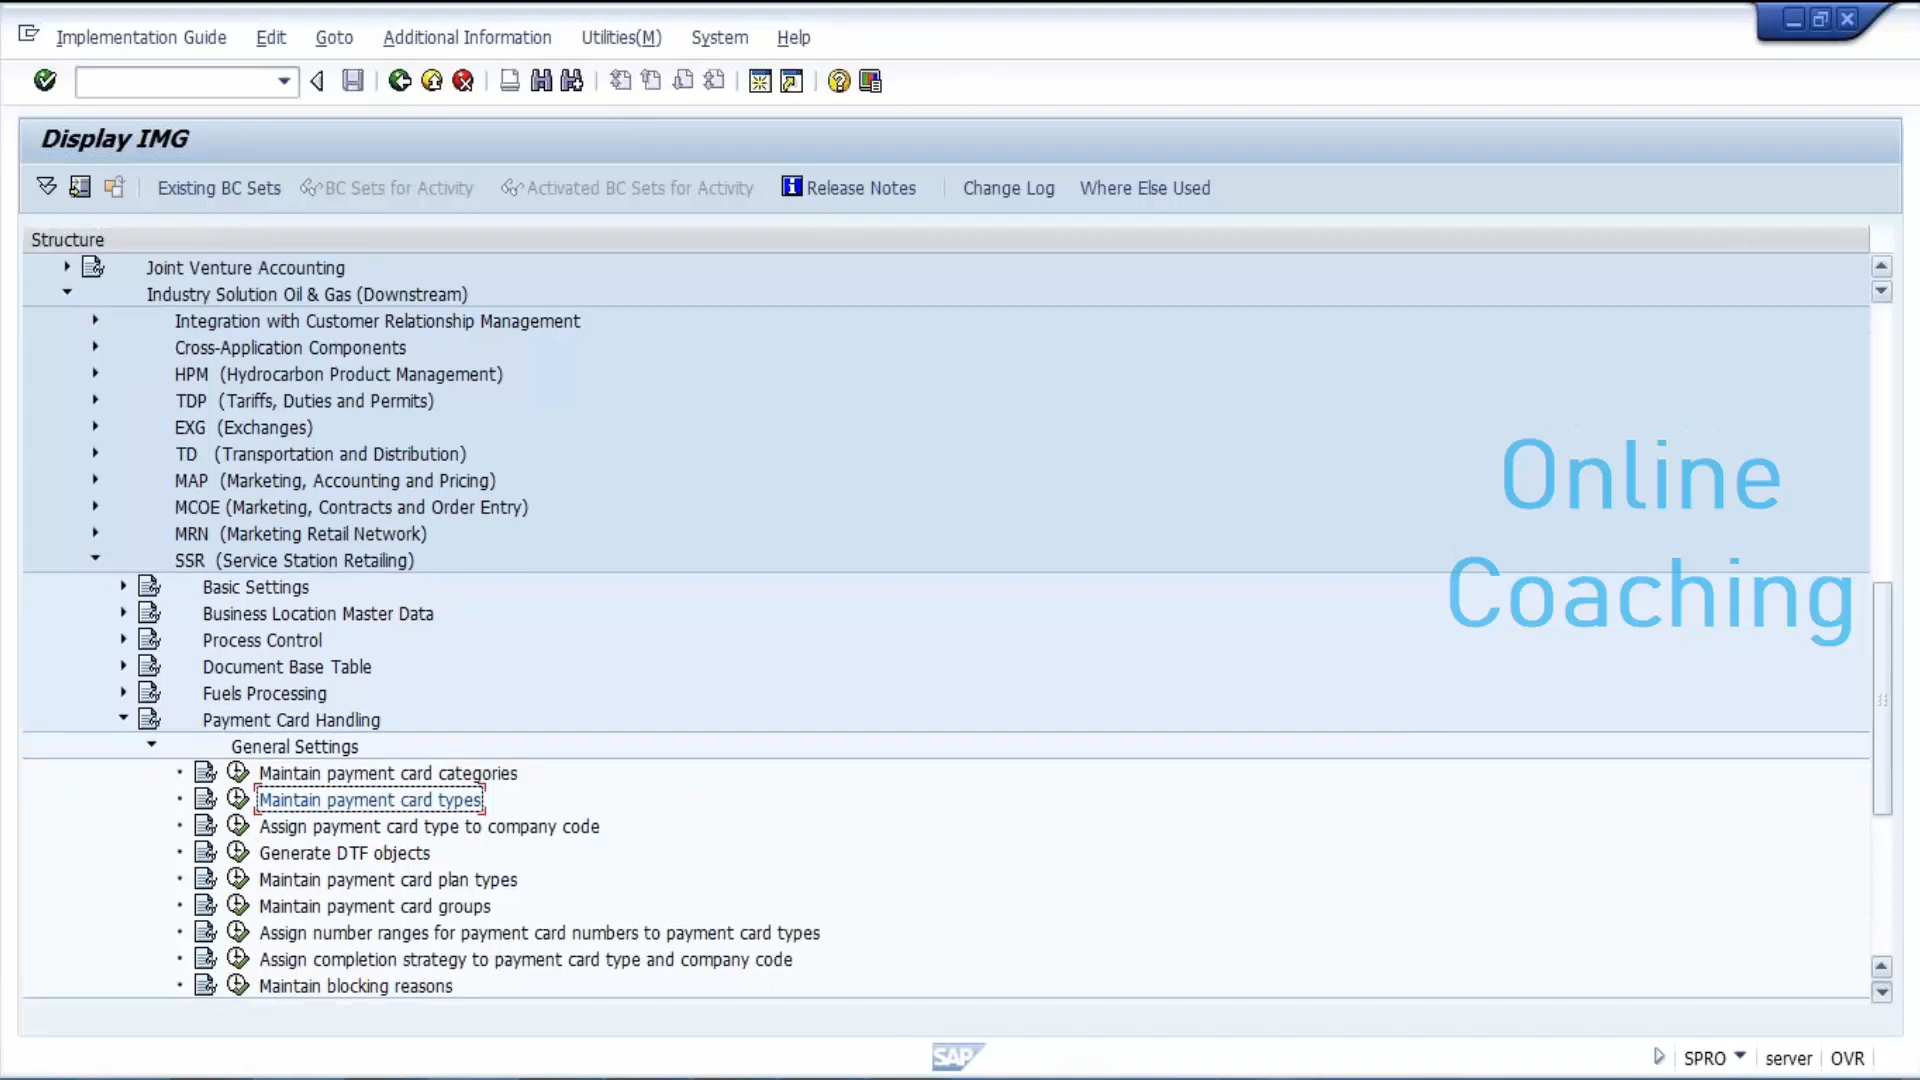 Implementation Guide Edit Goto Additional Information Utilities(M) System Help
Display IMG
Existing BC Sets BC Sets for Activity Activated BC Sets for Activity Release Notes Change Log Where Else Used
Structure
Joint Venture Accounting
Industry Solution Oil & Gas (Downstream)
Integration with Customer Relationship Management
Cross-Application Components
HPM (Hydrocarbon Product Management)
TDP (Tariffs, Duties and Permits)
EXG (Exchanges)
TD (Transportation and Distribution)
MAP (Marketing, Accounting and Pricing)
MCOE (Marketing, Contracts and Order Entry)
MRN (Marketing Retail Network)
SSR (Service Station Retailing)
Basic Settings
Business Location Master Data
Process Control
Document Base Table
Fuels Processing
Payment Card Handling
General Settings
Maintain payment card categories
Maintain payment card types
Assign payment card type to company code
Generate DTF objects
Maintain payment card plan types
Maintain payment card groups
Assign number ranges for payment card numbers to payment card types
Assign completion strategy to payment card type and company code
Maintain blocking reasons
Online
Coaching
SAP
SPRO server OVR